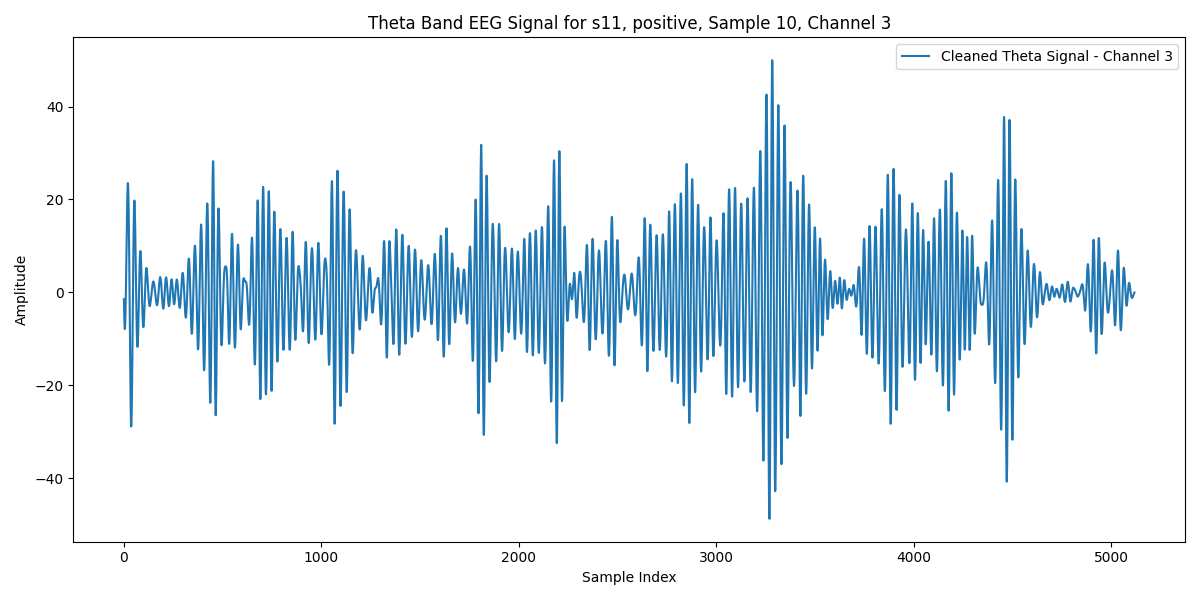 Theta Band EEG Signal for s11, positive, Sample 10, Channel 3
Cleaned Theta Signal - Channel 3
Amplitude
40
20
0
−20
−40
0 1000 2000 3000 4000 5000
Sample Index